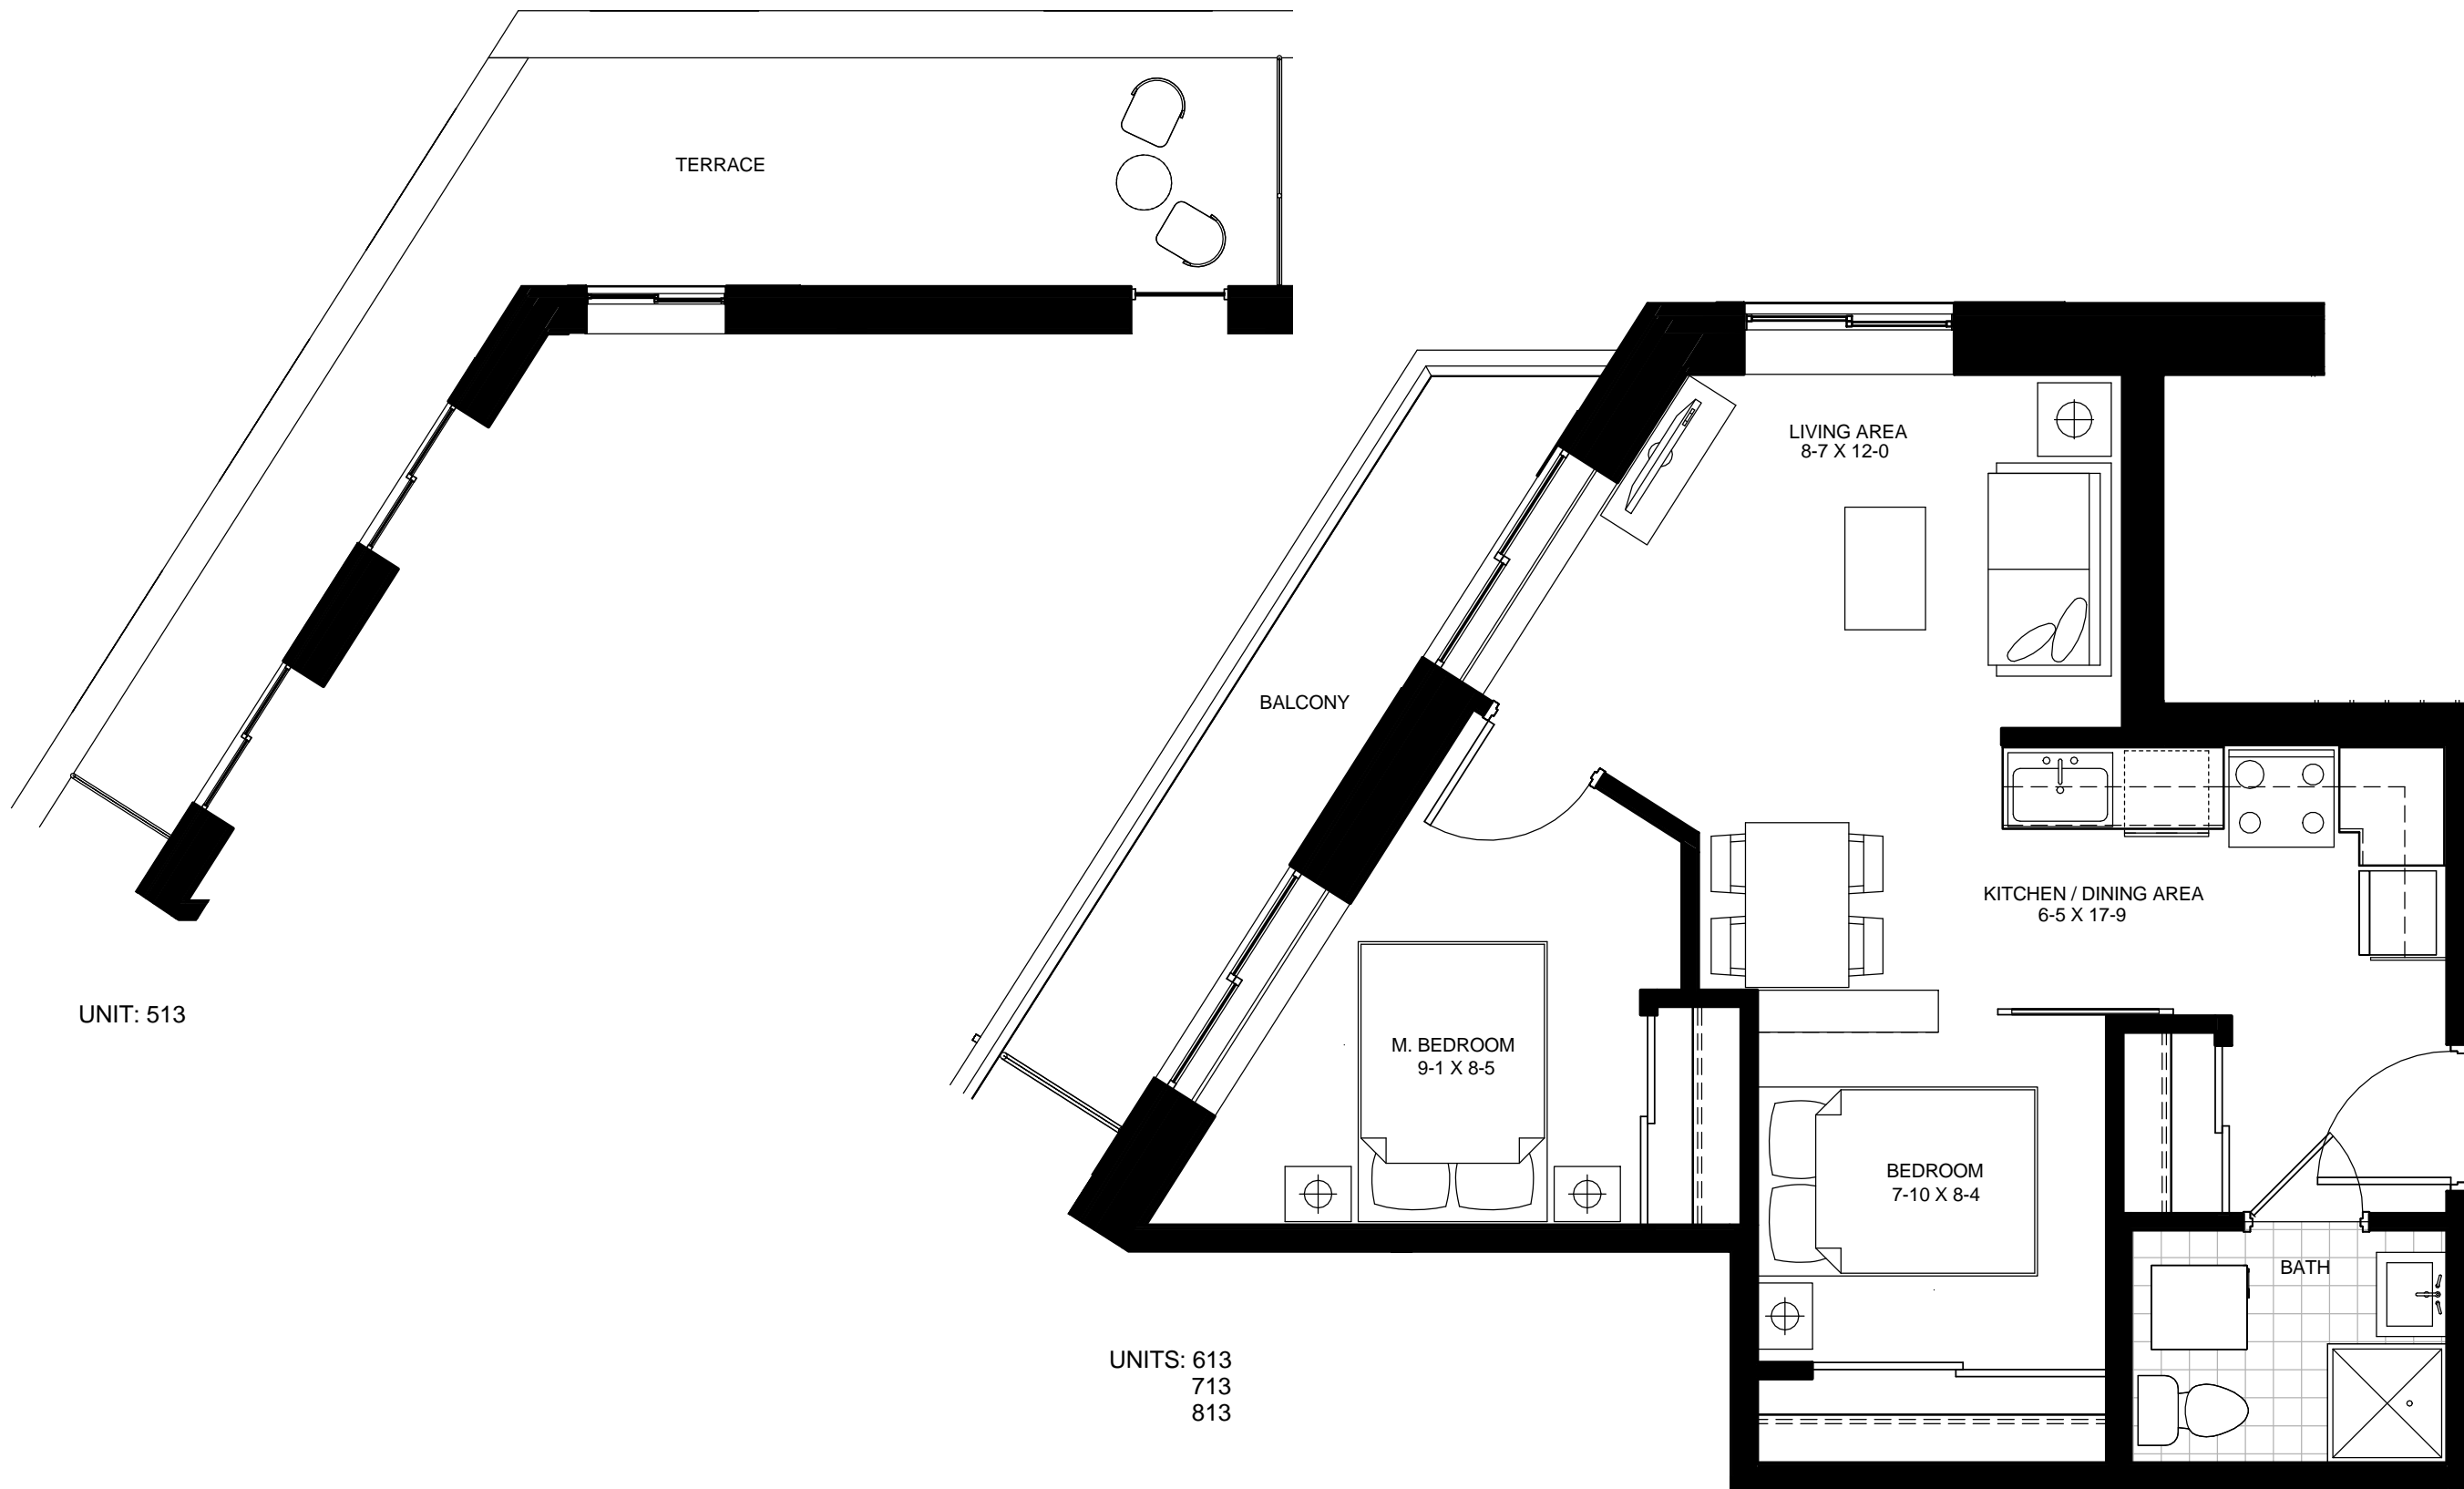 TERRACE
LIVING AREA
8-7 X 12-0
BALCONY
KITCHEN / DINING AREA
6-5 X 17-9
UNIT: 513
M. BEDROOM
9-1 X 8-5
BEDROOM
7-10 X 8-4
BATH
UNITS: 613
713
813